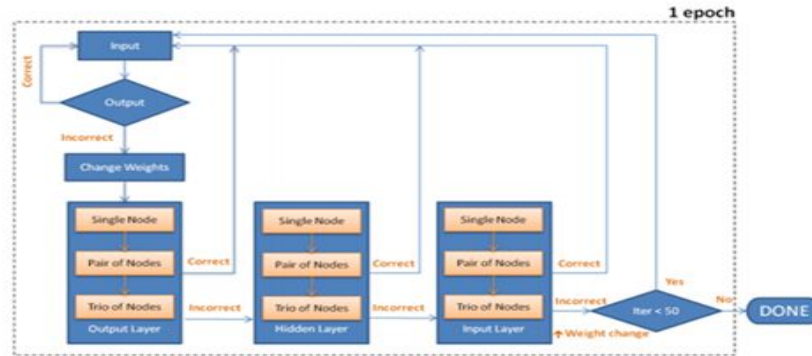 1 epoch
Input
Correct
Output
Incorrect
Change Weights
Single Node
Pair of Nodes
Trio of Nodes
Output Layer
Correct
Incorrect
Single Node
Pair of Nodes
Trio of Nodes
Hidden Layer
Correct
Incorrect
Single Node
Pair of Nodes
Trio of Nodes
Input Layer
Correct
Incorrect
↑ Weight change
Iter < 50
Yes
No
DONE